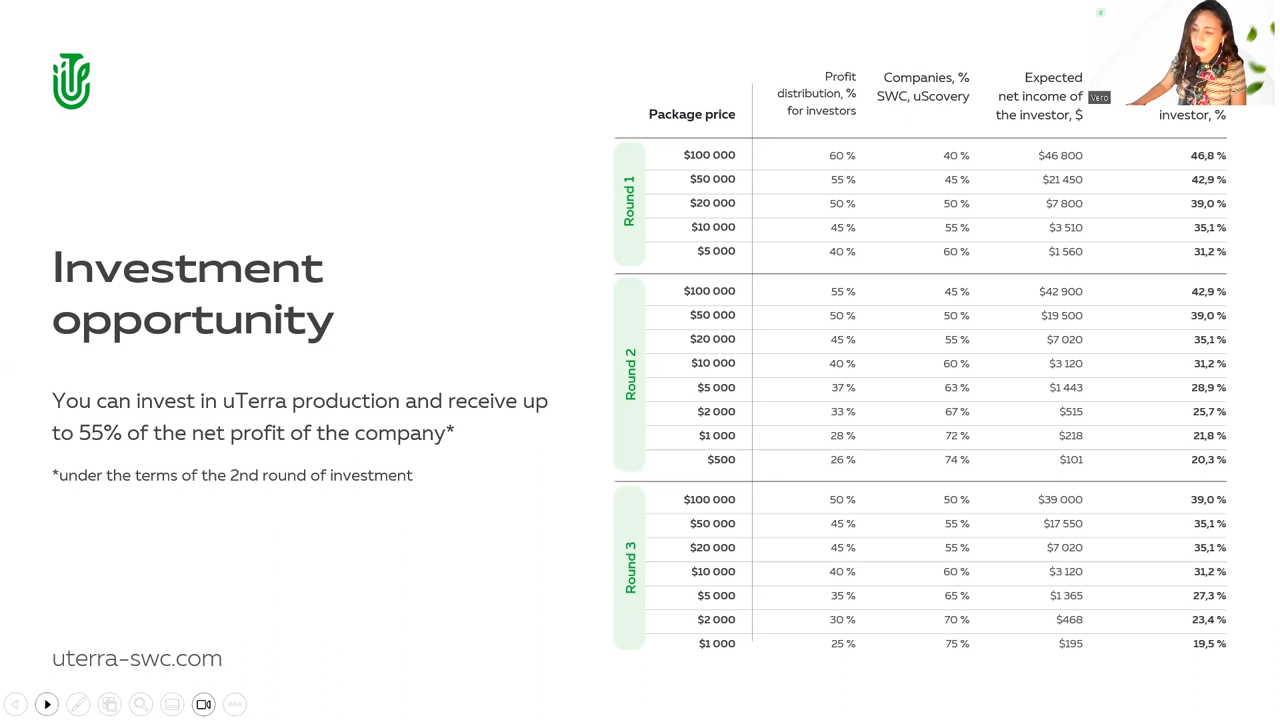 Investment
opportunity
You can invest in uTerra production and receive up
to 55% of the net profit of the company*
*under the terms of the 2nd round of investment
uterra-swc.com
Package price
Profit
distribution, %
for investors
Companies, %
SWC, uScovery
Expected
net income of
the investor, $
investor, %
Vero
Round 1
$100 000 60 % 40 % $46 800 46,8 %
$50 000 55 % 45 % $21 450 42,9 %
$20 000 50 % 50 % $7 800 39,0 %
$10 000 45 % 55 % $3 510 35,1 %
$5 000 40 % 60 % $1 560 31,2 %
Round 2
$100 000 55 % 45 % $42 900 42,9 %
$50 000 50 % 50 % $19 500 39,0 %
$20 000 45 % 55 % $7 020 35,1 %
$10 000 40 % 60 % $3 120 31,2 %
$5 000 37 % 63 % $1 443 28,9 %
$2 000 33 % 67 % $515 25,7 %
$1 000 28 % 72 % $218 21,8 %
$500 26 % 74 % $101 20,3 %
Round 3
$100 000 50 % 50 % $39 000 39,0 %
$50 000 45 % 55 % $17 550 35,1 %
$20 000 45 % 55 % $7 020 35,1 %
$10 000 40 % 60 % $3 120 31,2 %
$5 000 35 % 65 % $1 365 27,3 %
$2 000 30 % 70 % $468 23,4 %
$1 000 25 % 75 % $195 19,5 %